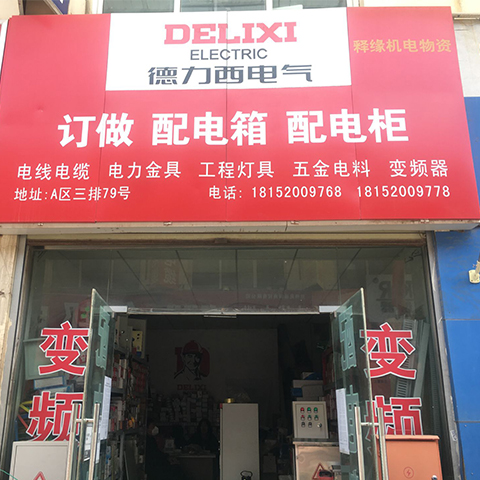 DELIXI
ELECTRIC
德力西电气
释缘机电物资
订做 配电箱 配电柜
电线电缆 电力金具 工程灯具 五金电料 变频器
地址:A区三排79号 电话: 18152009768 18152009778
变频
变频
DELIXI